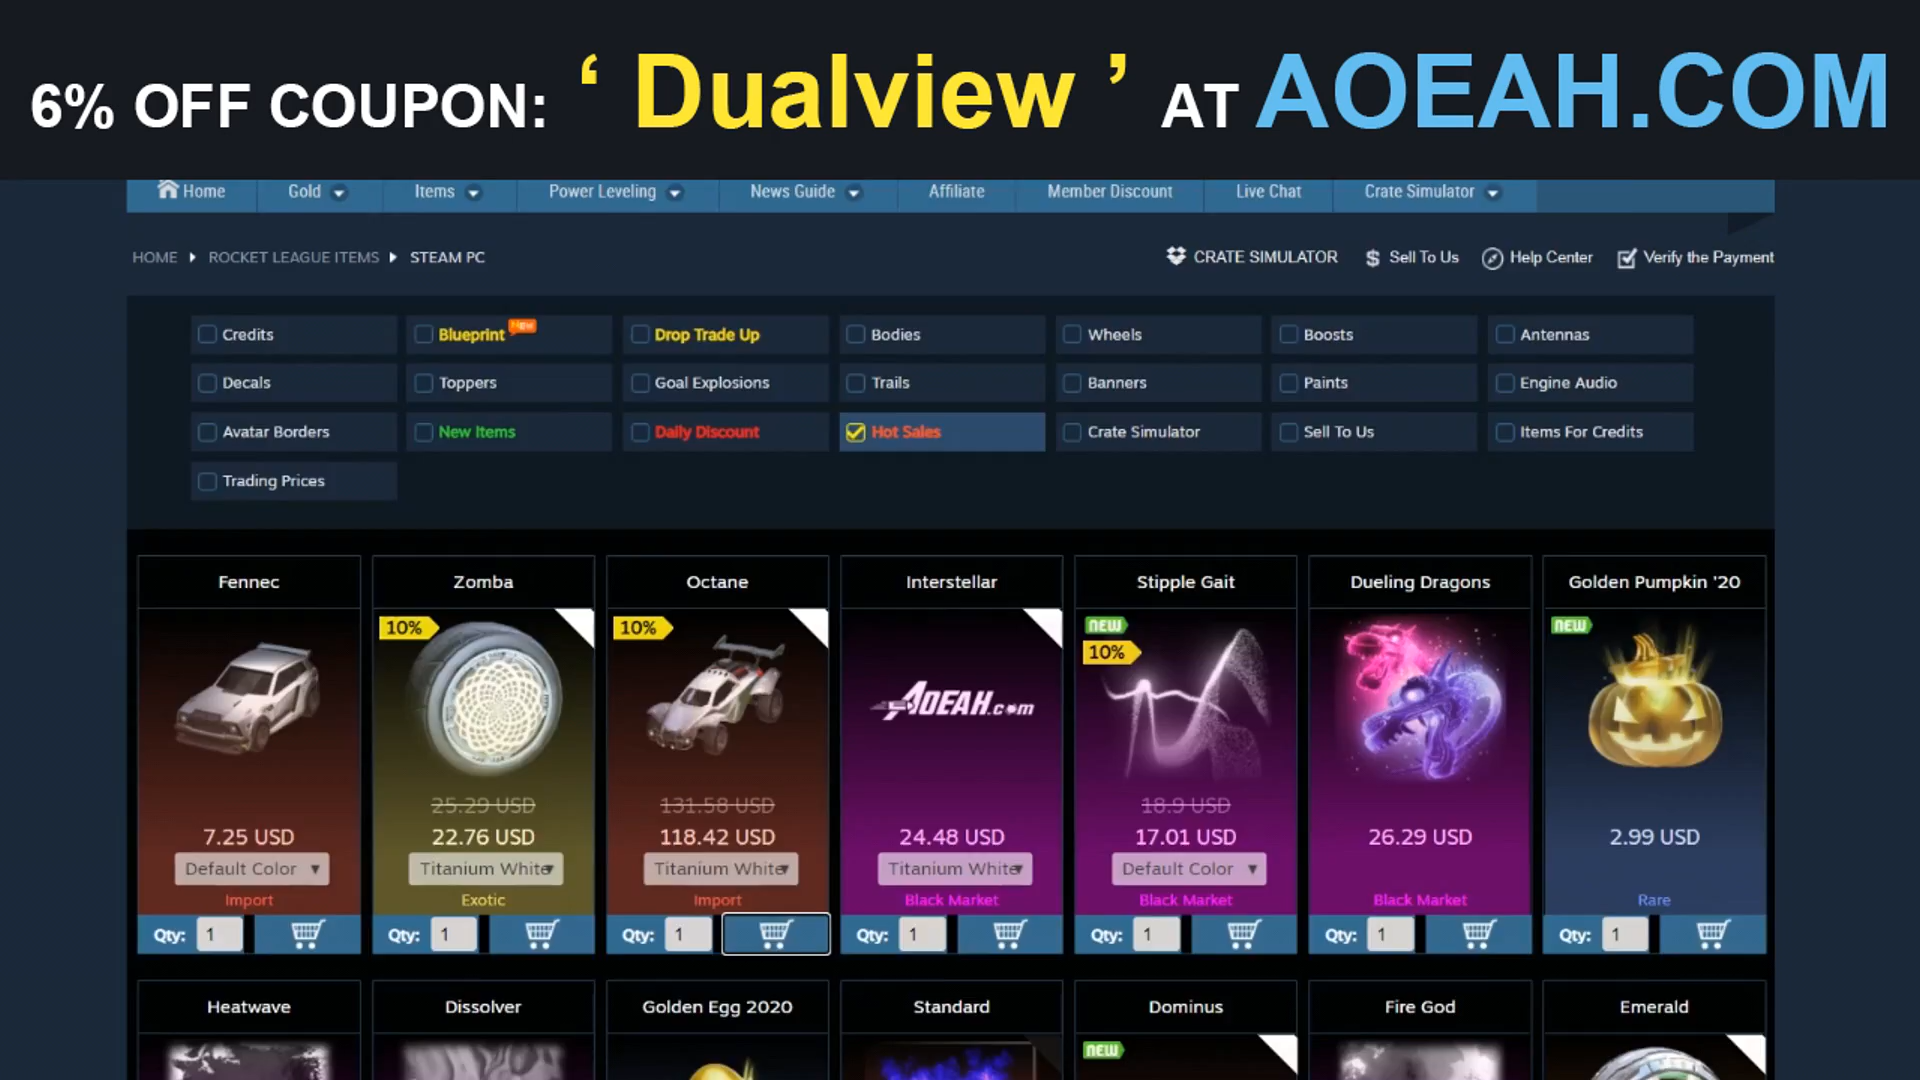 6% OFF COUPON: ‘ Dualview ’ AT AOEAH.COM
Home Gold Items Power Leveling News Guide Affiliate Member Discount Live Chat Crate Simulator
HOME ROCKET LEAGUE ITEMS STEAM PC CRATE SIMULATOR $ Sell To Us Help Center Verify the Payment
Credits Blueprint New Drop Trade Up Bodies Wheels Boosts Antennas
Decals Toppers Goal Explosions Trails Banners Paints Engine Audio
Avatar Borders New Items Daily Discount Hot Sales Crate Simulator Sell To Us Items For Credits
Trading Prices
Fennec Zomba Octane Interstellar Stipple Gait Dueling Dragons Golden Pumpkin '20
10% 10% NEW NEW
10%
AOEAH.com
25.29 USD 131.58 USD 18.9 USD
7.25 USD 22.76 USD 118.42 USD 24.48 USD 17.01 USD 26.29 USD 2.99 USD
Default Color Titanium White Titanium White Titanium White Default Color
Import Exotic Import Black Market Black Market Black Market Rare
Qty: 1 Qty: 1 Qty: 1 Qty: 1 Qty: 1 Qty: 1 Qty: 1
Heatwave Dissolver Golden Egg 2020 Standard Dominus Fire God Emerald
NEW